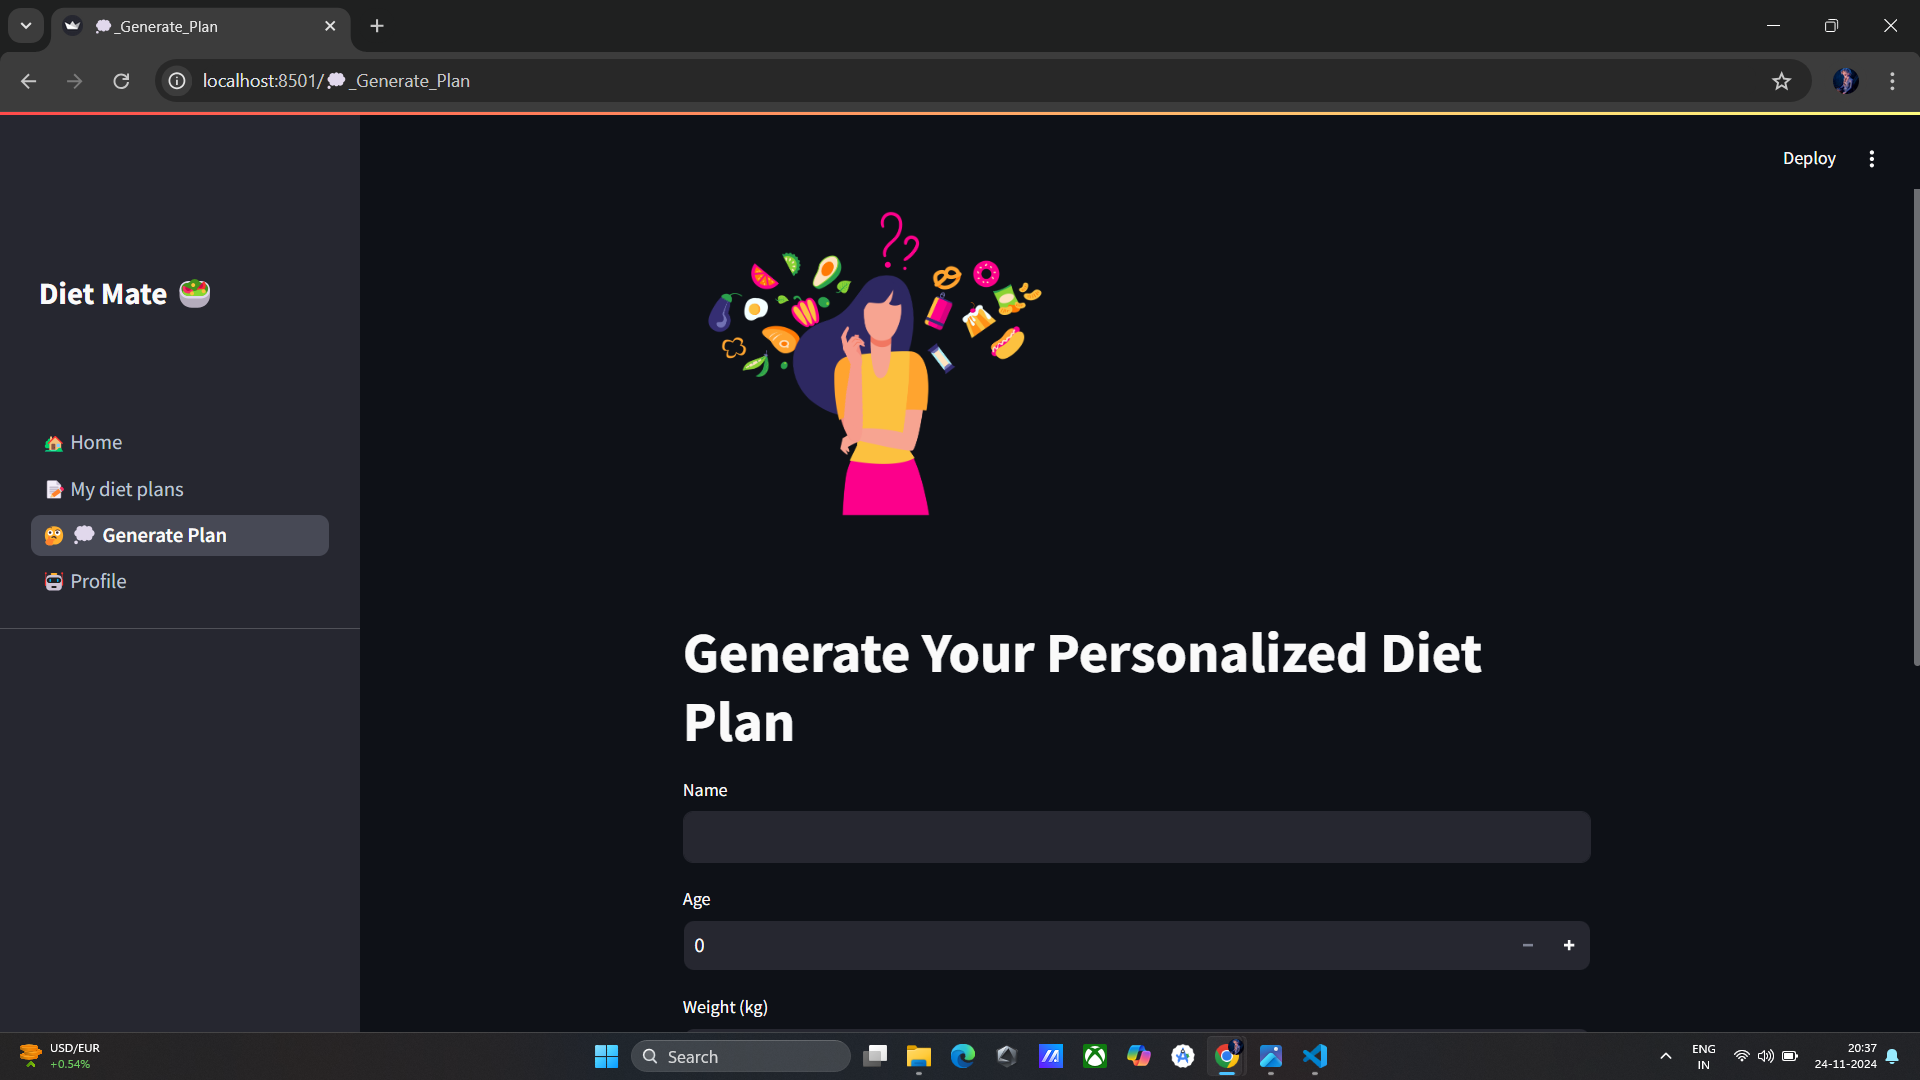 💭_Generate_Plan
localhost:8501/💭_Generate_Plan
Deploy
Diet Mate 🥗
🏠 Home
📝 My diet plans
🤔 💭 Generate Plan
🤖 Profile
??
Generate Your Personalized Diet
Plan
Name
Age
0
Weight (kg)
USD/EUR
+0.54%
Search
ENG
IN
20:37
24-11-2024